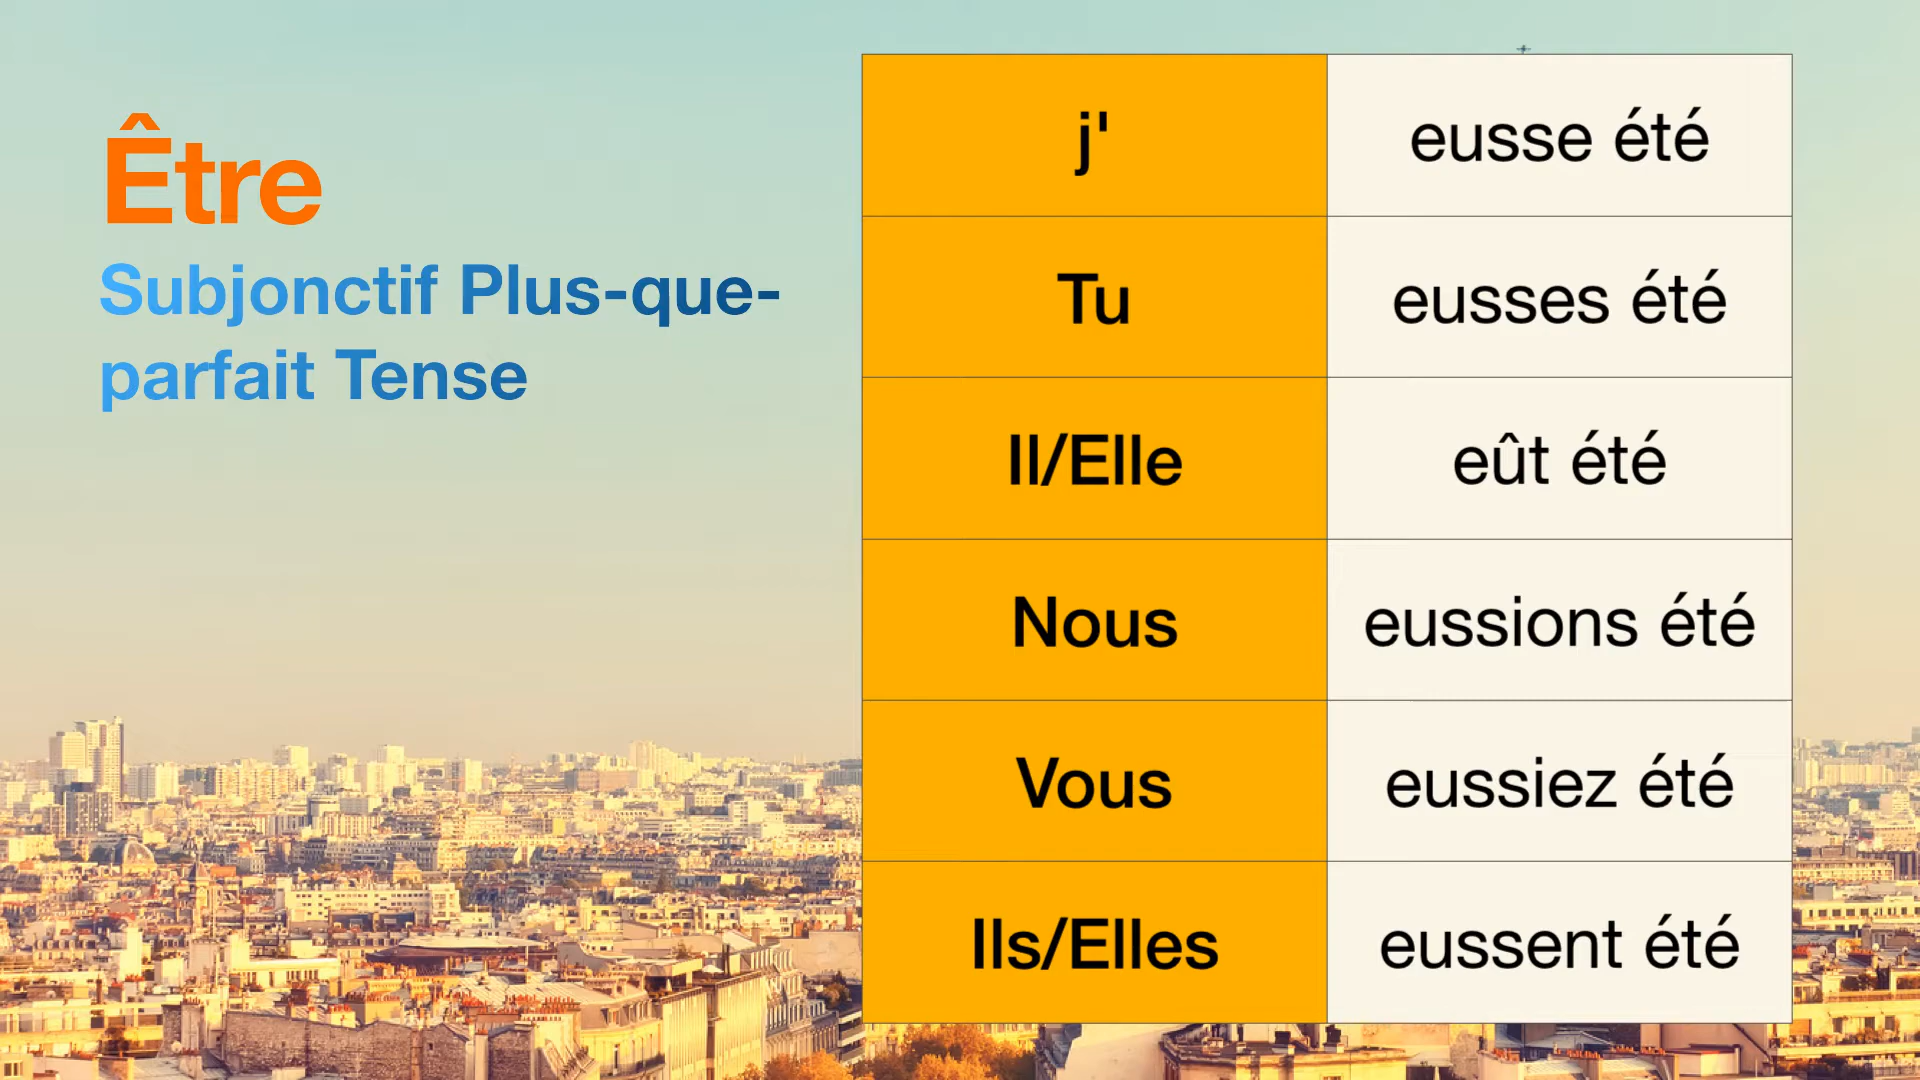 Être
Subjonctif Plus-que-
parfait Tense
j' eusse été
Tu eusses été
Il/Elle eût été
Nous eussions été
Vous eussiez été
Ils/Elles eussent été